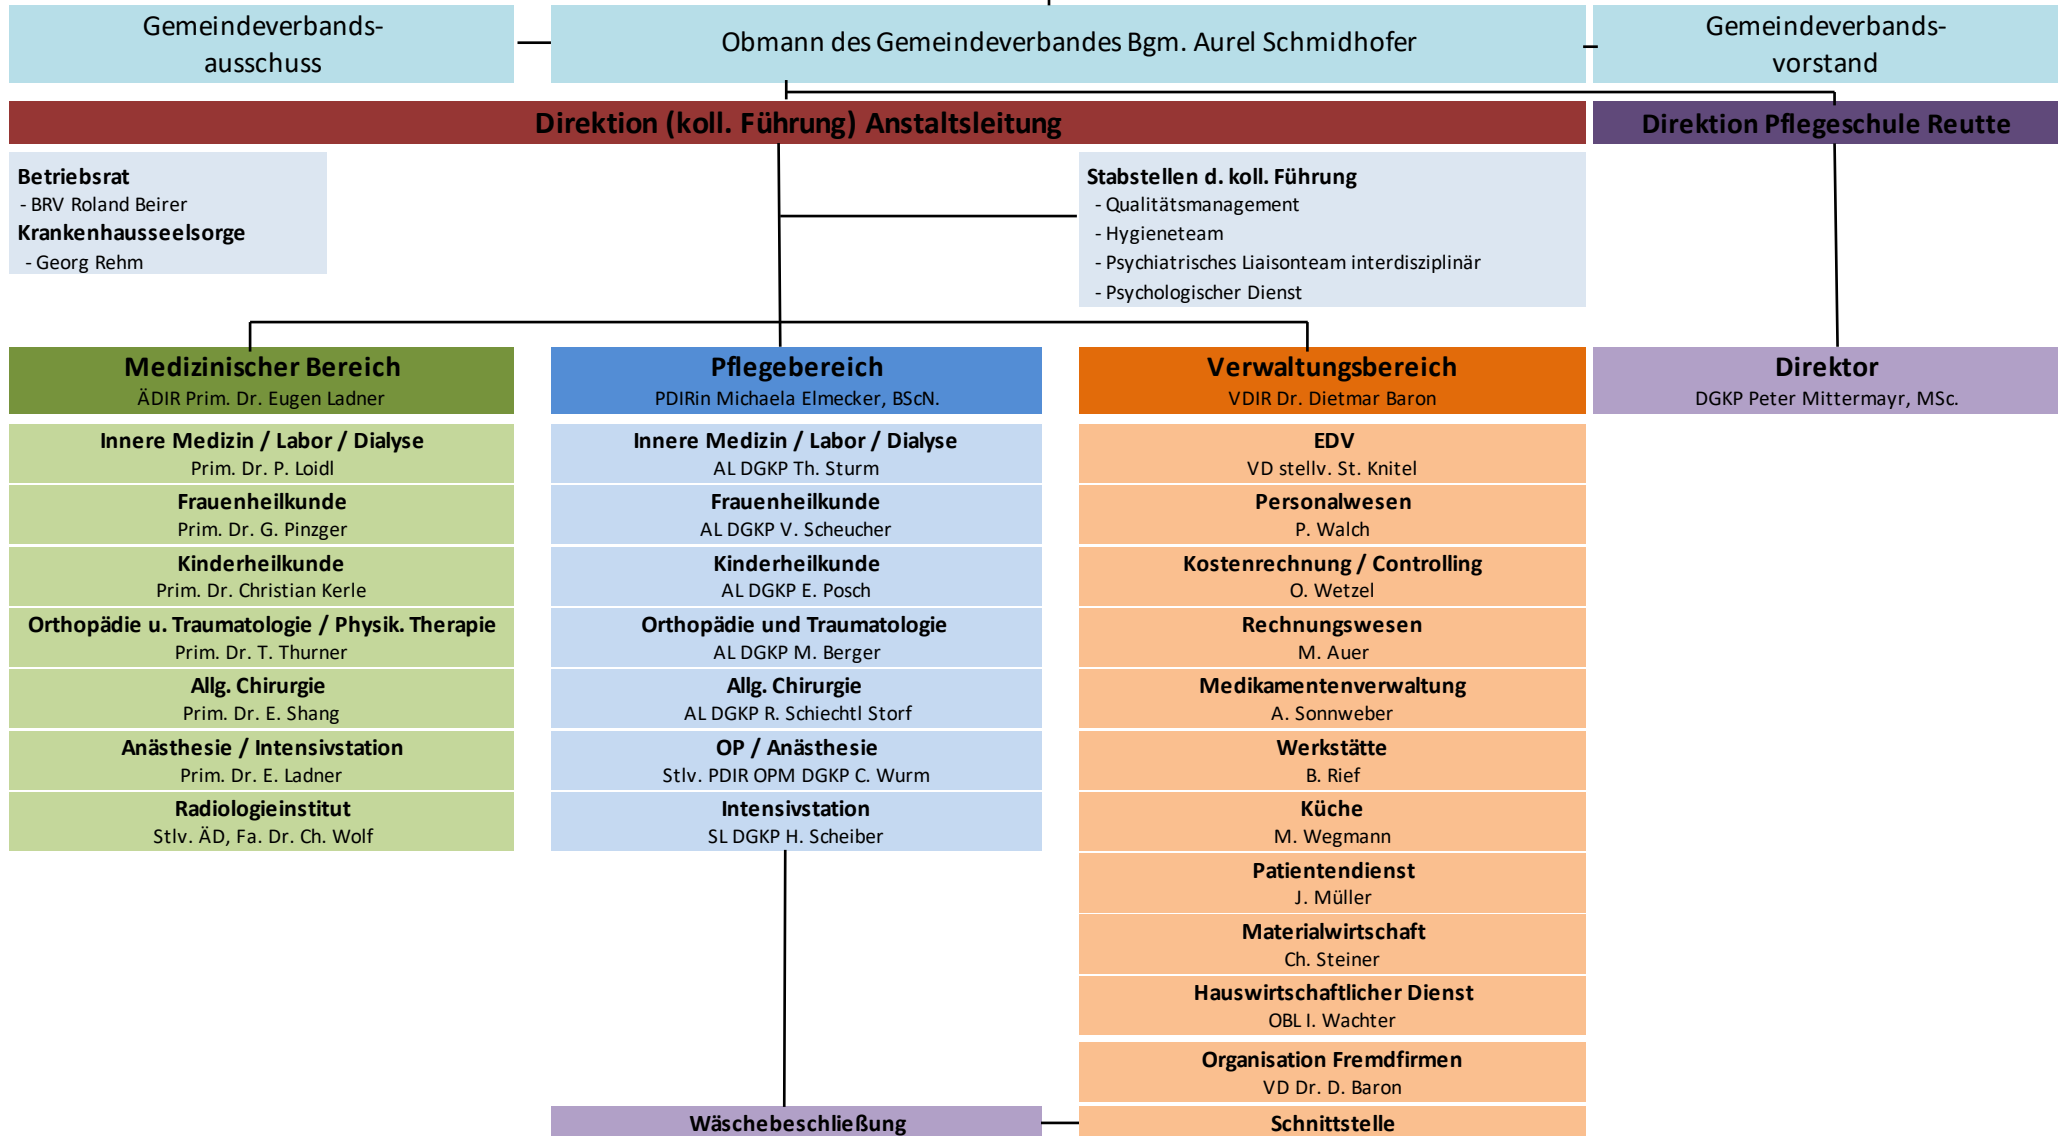 Gemeindeverbands-
ausschuss
Obmann des Gemeindeverbandes Bgm. Aurel Schmidhofer
Gemeindeverbands-
vorstand
Direktion (koll. Führung) Anstaltsleitung
Direktion Pflegeschule Reutte
Betriebsrat
- BRV Roland Beirer
Krankenhausseelsorge
- Georg Rehm
Stabstellen d. koll. Führung
- Qualitätsmanagement
- Hygieneteam
- Psychiatrisches Liaisonteam interdisziplinär
- Psychologischer Dienst
Medizinischer Bereich
ÄDIR Prim. Dr. Eugen Ladner
Innere Medizin / Labor / Dialyse
Prim. Dr. P. Loidl
Frauenheilkunde
Prim. Dr. G. Pinzger
Kinderheilkunde
Prim. Dr. Christian Kerle
Orthopädie u. Traumatologie / Physik. Therapie
Prim. Dr. T. Thurner
Allg. Chirurgie
Prim. Dr. E. Shang
Anästhesie / Intensivstation
Prim. Dr. E. Ladner
Radiologieinstitut
Stlv. ÄD, Fa. Dr. Ch. Wolf
Pflegebereich
PDIRin Michaela Elmecker, BScN.
Innere Medizin / Labor / Dialyse
AL DGKP Th. Sturm
Frauenheilkunde
AL DGKP V. Scheucher
Kinderheilkunde
AL DGKP E. Posch
Orthopädie und Traumatologie
AL DGKP M. Berger
Allg. Chirurgie
AL DGKP R. Schiechtl Storf
OP / Anästhesie
Stlv. PDIR OPM DGKP C. Wurm
Intensivstation
SL DGKP H. Scheiber
Wäschebeschließung
Verwaltungsbereich
VDIR Dr. Dietmar Baron
EDV
VD stellv. St. Knitel
Personalwesen
P. Walch
Kostenrechnung / Controlling
O. Wetzel
Rechnungswesen
M. Auer
Medikamentenverwaltung
A. Sonnweber
Werkstätte
B. Rief
Küche
M. Wegmann
Patientendienst
J. Müller
Materialwirtschaft
Ch. Steiner
Hauswirtschaftlicher Dienst
OBL I. Wachter
Organisation Fremdfirmen
VD Dr. D. Baron
Schnittstelle
Direktor
DGKP Peter Mittermayr, MSc.